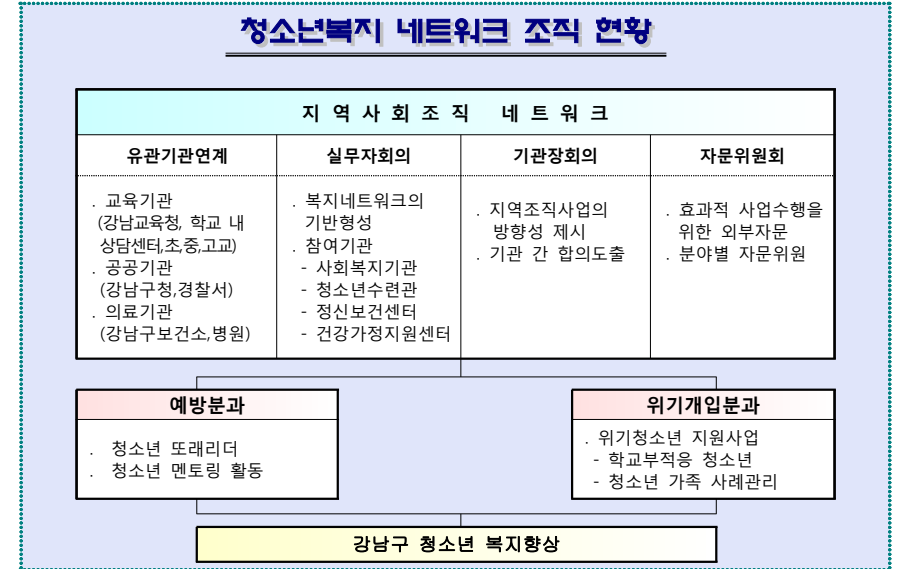 청소년복지 네트워크 조직 현황
지 역 사 회 조 직 네 트 워 크
유관기관연계
. 교육기관
(강남교육청, 학교 내
상담센터,초,중,고교)
. 공공기관
(강남구청,경찰서)
. 의료기관
(강남구보건소,병원)
실무자회의
. 복지네트워크의
기반형성
. 참여기관
- 사회복지기관
- 청소년수련관
- 정신보건센터
- 건강가정지원센터
기관장회의
. 지역조직사업의
방향성 제시
. 기관 간 합의도출
자문위원회
. 효과적 사업수행을
위한 외부자문
. 분야별 자문위원
예방분과
. 청소년 또래리더
. 청소년 멘토링 활동
위기개입분과
. 위기청소년 지원사업
- 학교부적응 청소년
- 청소년 가족 사례관리
강남구 청소년 복지향상